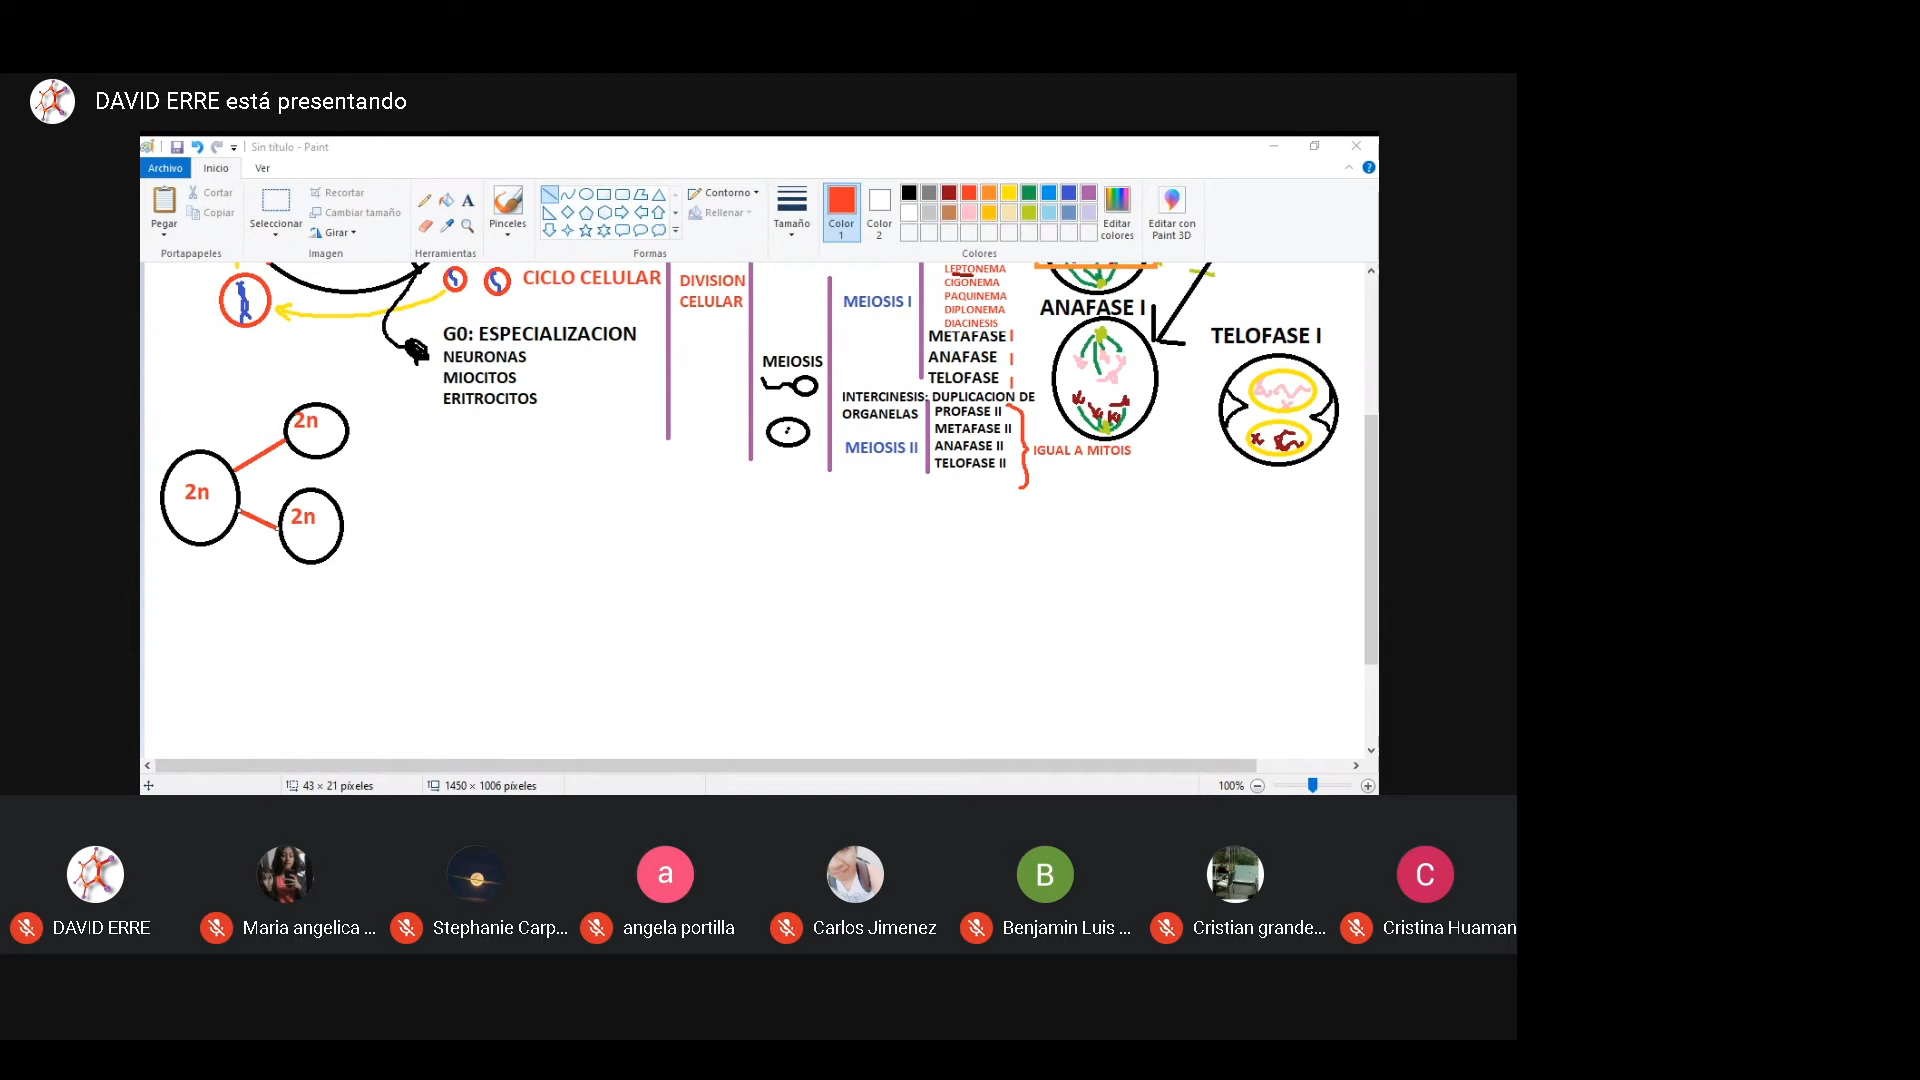 DAVID ERRE está presentando
Sin título - Paint
Archivo
Inicio
Ver
Pegar
Cortar
Copiar
Portapapeles
Seleccionar
Recortar
Cambiar tamaño
Girar
Imagen
Herramientas
Pinceles
Contorno
Rellenar
Formas
Tamaño
Color 1
Color 2
Colores
Editar colores
Editar con Paint 3D
CICLO CELULAR
DIVISION
CELULAR
G0: ESPECIALIZACION
NEURONAS
MIOCITOS
ERITROCITOS
2n
2n
2n
MEIOSIS
MEIOSIS I
LEPTONEMA
CIGONEMA
PAQUINEMA
DIPLONEMA
DIACINESIS
METAFASE I
ANAFASE I
TELOFASE I
INTERCINESIS: DUPLICACION DE
ORGANELAS
MEIOSIS II
PROFASE II
METAFASE II
ANAFASE II
TELOFASE II
IGUAL A MITOIS
ANAFASE I
TELOFASE I
43 × 21 píxeles
1450 × 1006 píxeles
100%
a
B
C
DAVID ERRE
Maria angelica ...
Stephanie Carp...
angela portilla
Carlos Jimenez
Benjamin Luis ...
Cristian grande...
Cristina Huaman